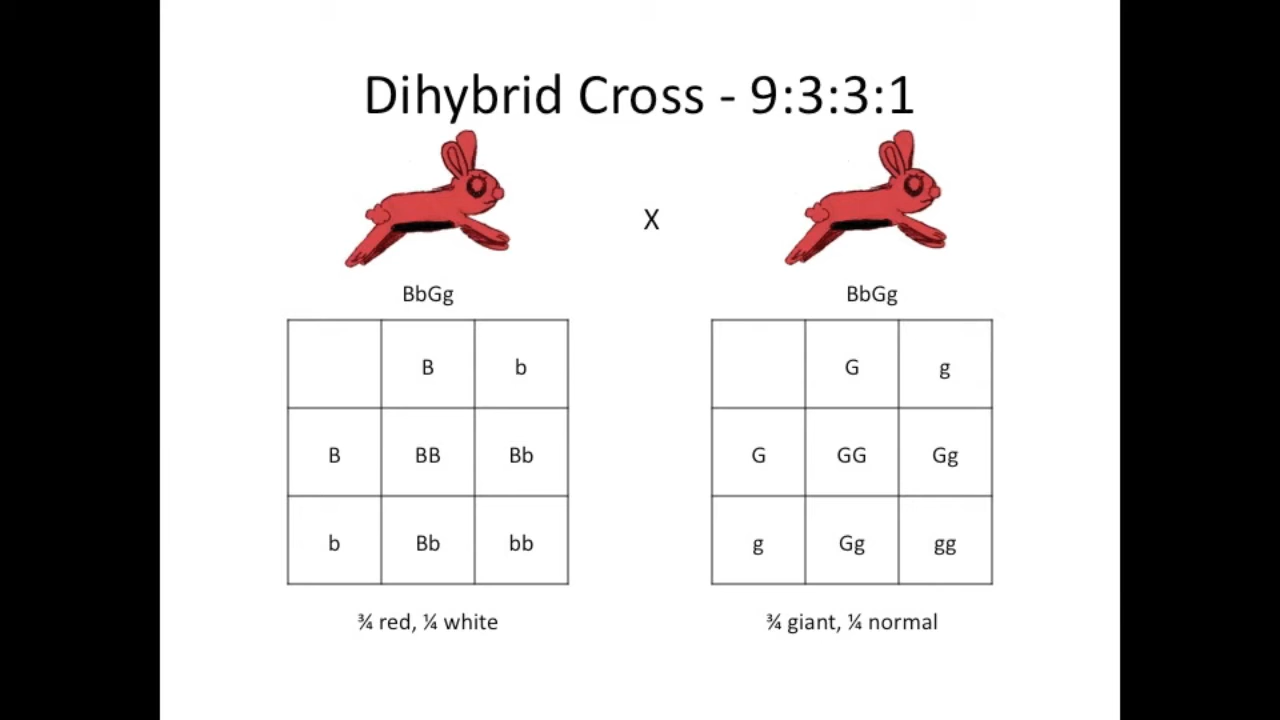 Dihybrid Cross - 9:3:3:1
X
BbGg
BbGg
B b
B BB Bb
b Bb bb
¾ red, ¼ white
G g
G GG Gg
g Gg gg
¾ giant, ¼ normal